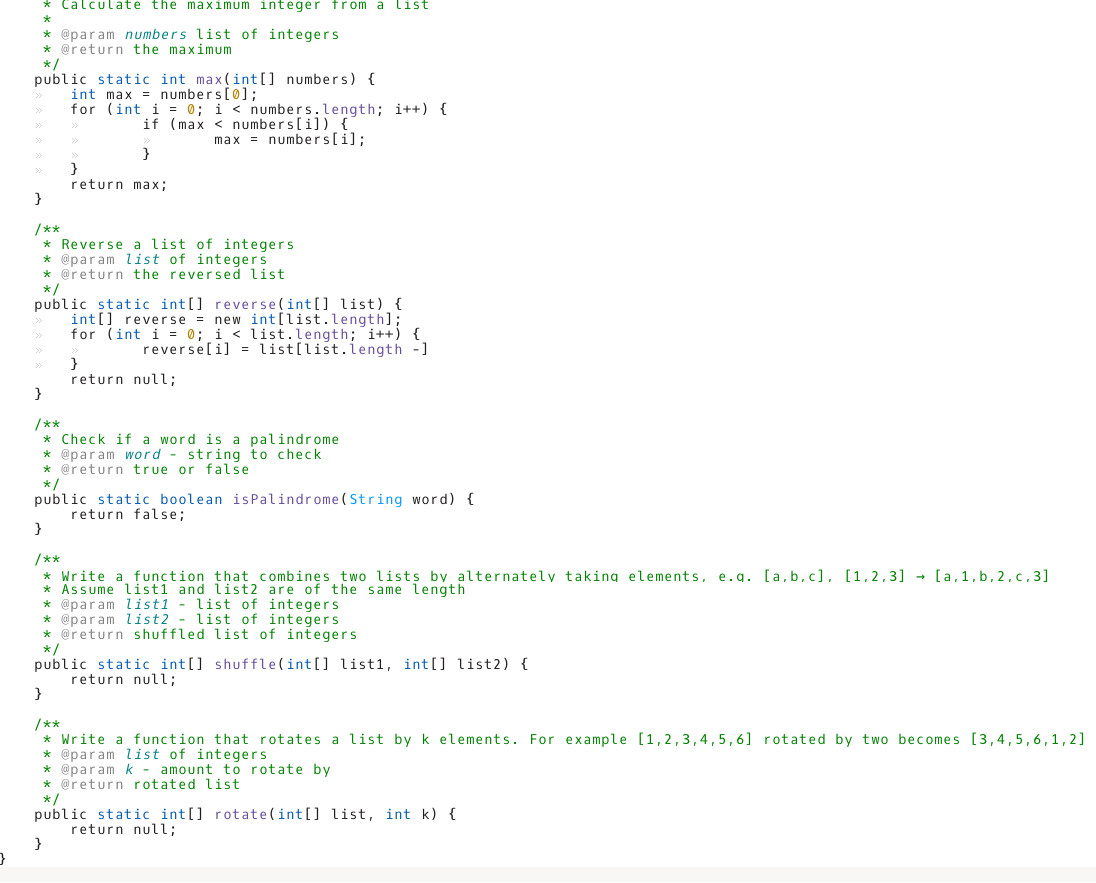 * Calculate the maximum integer from a list
     *
     * @param numbers list of integers
     * @return the maximum
     */
    public static int max(int[] numbers) {
»   int max = numbers[0];
»   for (int i = 0; i < numbers.length; i++) {
»   »       if (max < numbers[i]) {
»   »       »       max = numbers[i];
»   »       }
»   }
        return max;
    }

    /**
     * Reverse a list of integers
     * @param list of integers
     * @return the reversed list
     */
    public static int[] reverse(int[] list) {
»   int[] reverse = new int[list.length];
»   for (int i = 0; i < list.length; i++) {
»   »       reverse[i] = list[list.length -]
»   }
        return null;
    }

    /**
     * Check if a word is a palindrome
     * @param word - string to check
     * @return true or false
     */
    public static boolean isPalindrome(String word) {
        return false;
    }

    /**
     * Write a function that combines two lists by alternately taking elements, e.g. [a,b,c], [1,2,3] → [a,1,b,2,c,3]
     * Assume list1 and list2 are of the same length
     * @param list1 - list of integers
     * @param list2 - list of integers
     * @return shuffled list of integers
     */
    public static int[] shuffle(int[] list1, int[] list2) {
        return null;
    }

    /**
     * Write a function that rotates a list by k elements. For example [1,2,3,4,5,6] rotated by two becomes [3,4,5,6,1,2]
     * @param list of integers
     * @param k - amount to rotate by
     * @return rotated list
     */
    public static int[] rotate(int[] list, int k) {
        return null;
    }
}